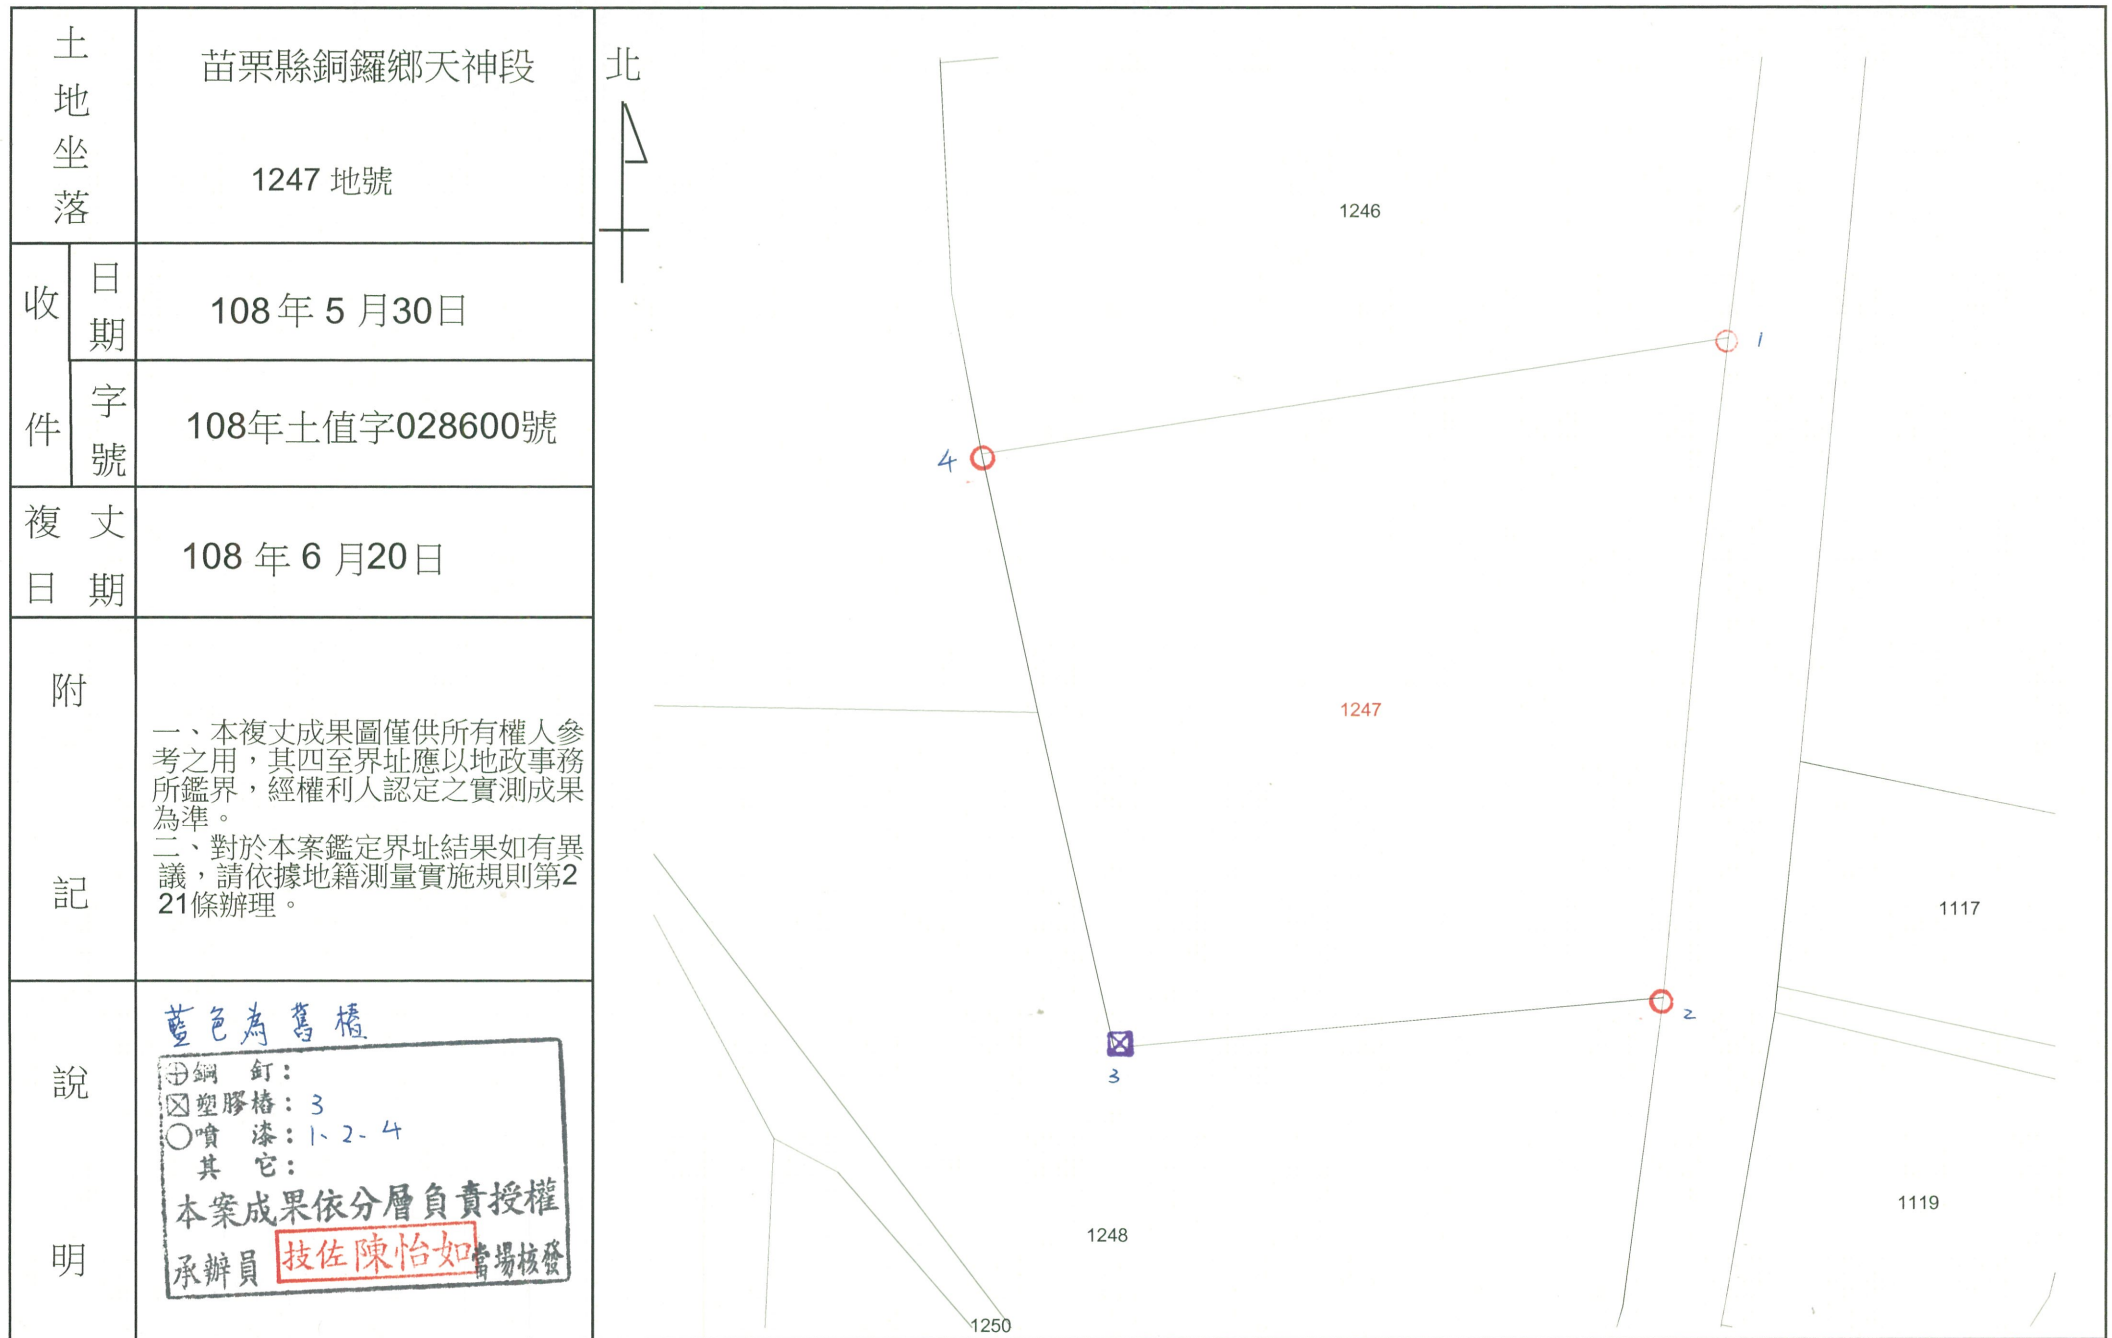 土地坐落
苗栗縣銅鑼鄉天神段
1247 地號
收件
日期
108 年 5 月30日
字號
108年土值字028600號
複丈日期
108 年 6 月20日
附記
一、本複丈成果圖僅供所有權人參
考之用，其四至界址應以地政事務
所鑑界，經權利人認定之實測成果
為準。
二、對於本案鑑定界址結果如有異
議，請依據地籍測量實施規則第2
21條辦理。
說明
藍色為舊樁
鋼釘：
塑膠樁：3
噴漆：1、2、4
其它：
本案成果依分層負責授權
承辦員 技佐陳怡如 當場核發
北
1246
1
4
1247
1117
2
3
1119
1248
1250